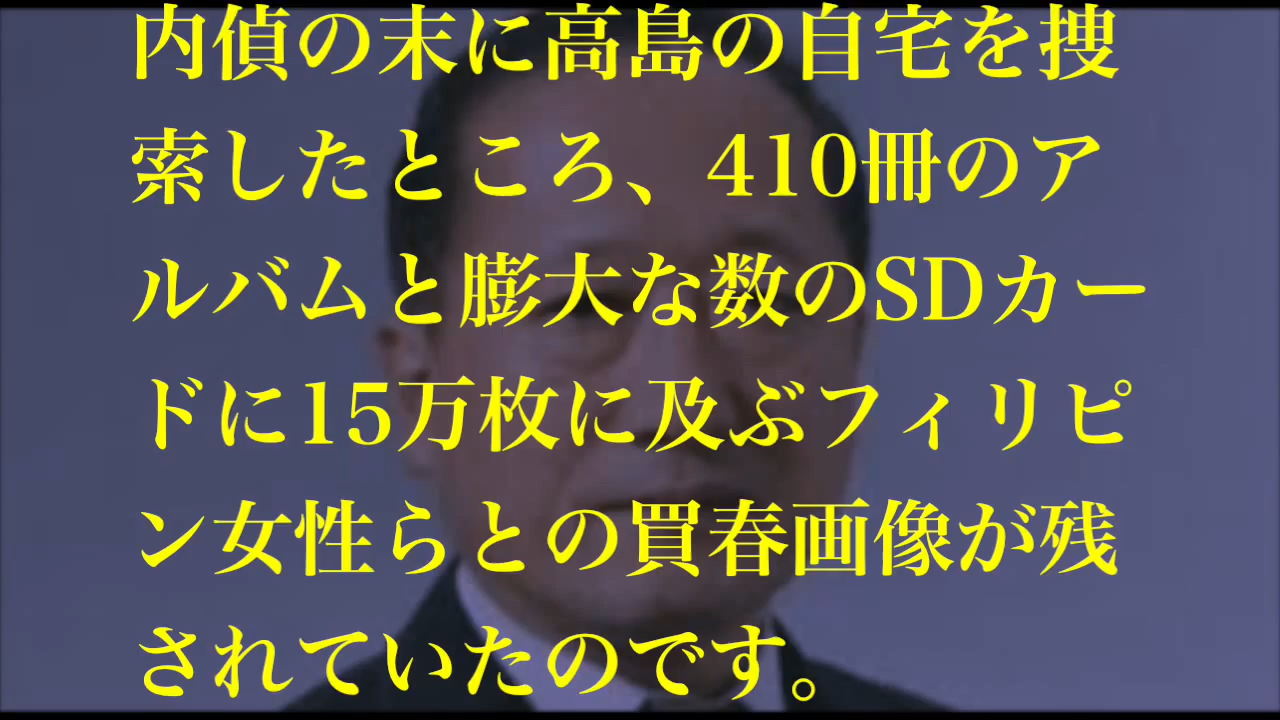 内偵の末に高島の自宅を捜
索したところ、410冊のア
ルバムと膨大な数のSDカー
ドに15万枚に及ぶフィリピ
ン女性らとの買春画像が残
されていたのです。